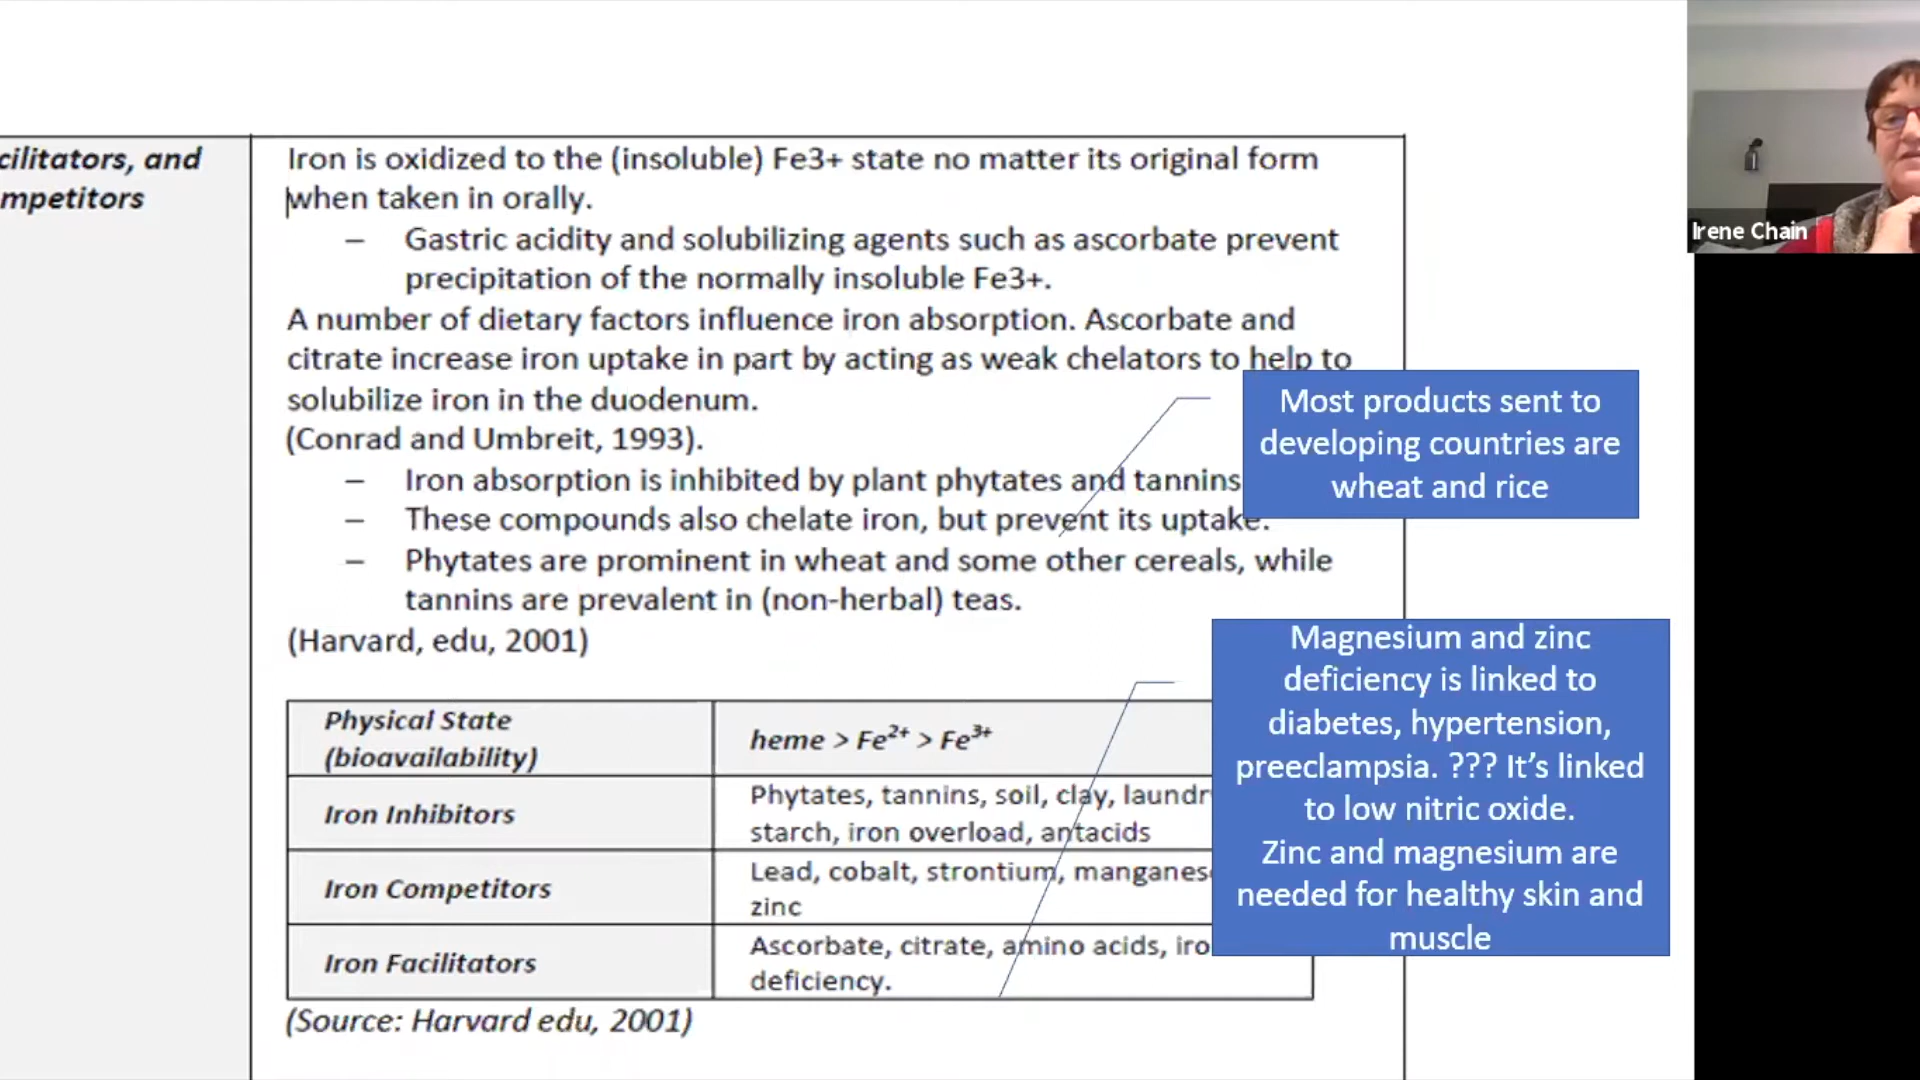 cilitators, and
mpetitors
Iron is oxidized to the (insoluble) Fe3+ state no matter its original form
when taken in orally.
– Gastric acidity and solubilizing agents such as ascorbate prevent
precipitation of the normally insoluble Fe3+.
A number of dietary factors influence iron absorption. Ascorbate and
citrate increase iron uptake in part by acting as weak chelators to help to
solubilize iron in the duodenum.
(Conrad and Umbreit, 1993).
– Iron absorption is inhibited by plant phytates and tannins
– These compounds also chelate iron, but prevent its uptake.
– Phytates are prominent in wheat and some other cereals, while
tannins are prevalent in (non-herbal) teas.
(Harvard, edu, 2001)
Most products sent to
developing countries are
wheat and rice
Physical State
(bioavailability)
heme > Fe²⁺ > Fe³⁺
Iron Inhibitors
Phytates, tannins, soil, clay, laundr
starch, iron overload, antacids
Iron Competitors
Lead, cobalt, strontium, manganes
zinc
Iron Facilitators
Ascorbate, citrate, amino acids, iro
deficiency.
(Source: Harvard edu, 2001)
Magnesium and zinc
deficiency is linked to
diabetes, hypertension,
preeclampsia. ??? It’s linked
to low nitric oxide.
Zinc and magnesium are
needed for healthy skin and
muscle
Irene Chain